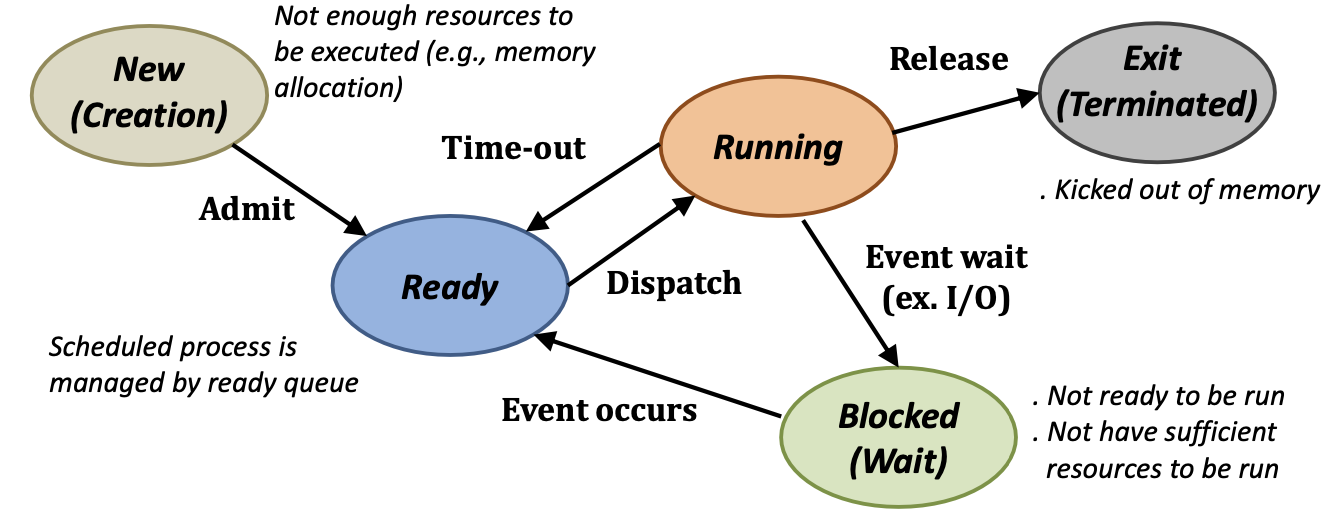 New
(Creation)
Not enough resources to
be executed (e.g., memory
allocation)
Release
Exit
(Terminated)
. Kicked out of memory
Time-out
Running
Admit
Ready
Dispatch
Event wait
(ex. I/O)
Scheduled process is
managed by ready queue
Event occurs
Blocked
(Wait)
. Not ready to be run
. Not have sufficient
resources to be run